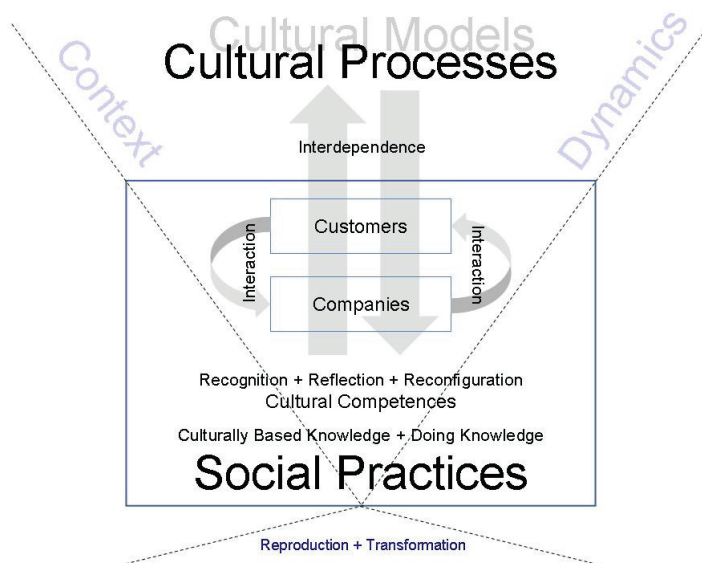 Cultural Models
Cultural Processes
Context
Dynamics
Interdependence
Customers
Interaction
Interaction
Companies
Recognition + Reflection + Reconfiguration
Cultural Competences
Culturally Based Knowledge + Doing Knowledge
Social Practices
Reproduction + Transformation